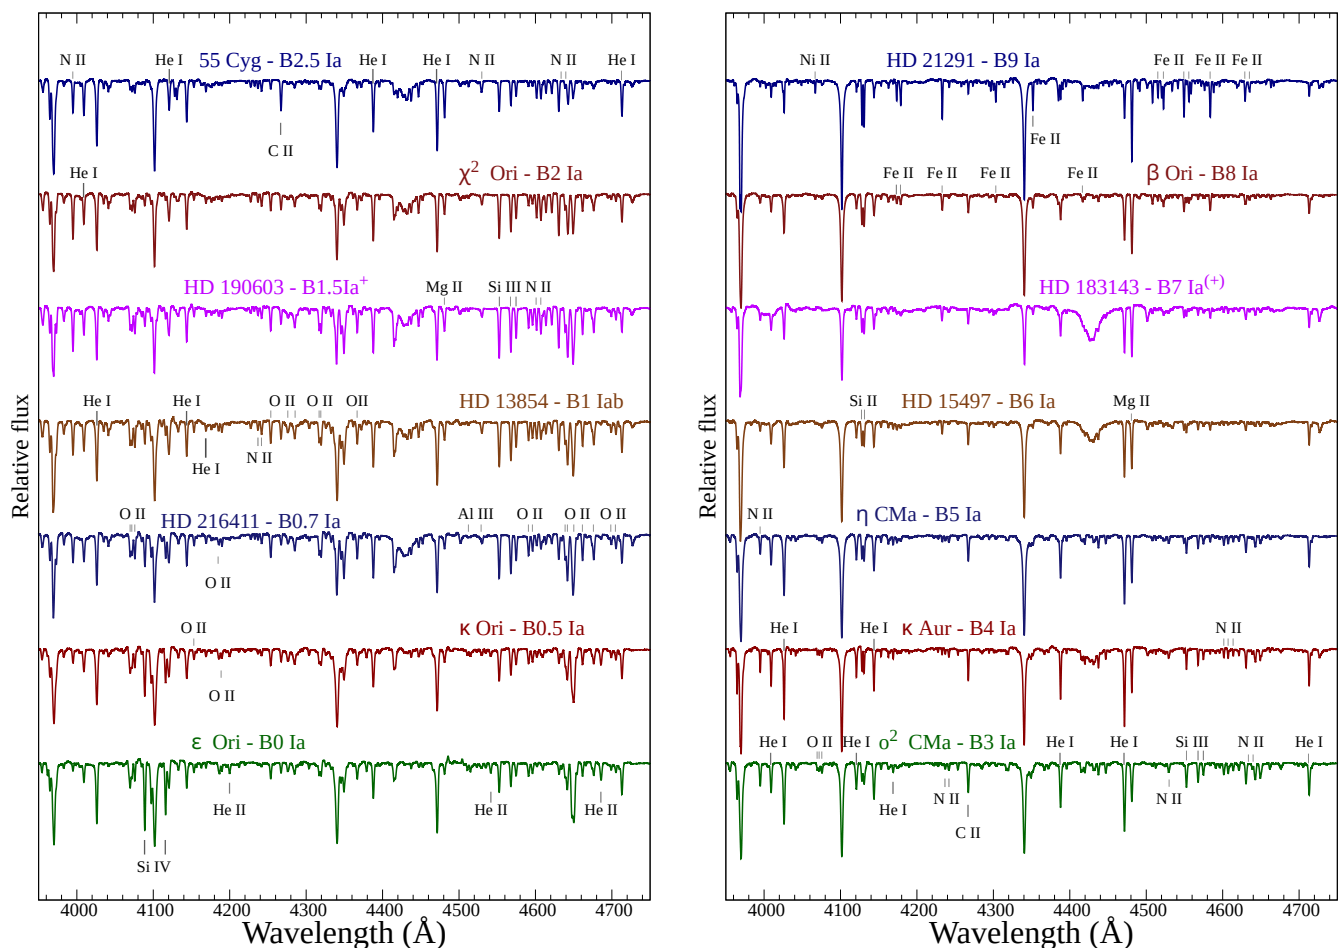 N II He I 55 Cyg - B2.5 Ia He I He I N II N II He I
C II
He I χ² Ori - B2 Ia
HD 190603 - B1.5Ia⁺ Mg II Si III N II
He I He I O II O II OII HD 13854 - B1 Iab
He I N II
O II HD 216411 - B0.7 Ia Al III O II O II O II
O II
O II κ Ori - B0.5 Ia
O II
ε Ori - B0 Ia
He II He II He II
Si IV
4000 4100 4200 4300 4400 4500 4600 4700
Wavelength (Å)
Relative flux
Ni II HD 21291 - B9 Ia Fe II Fe II Fe II
Fe II
Fe II Fe II Fe II Fe II β Ori - B8 Ia
HD 183143 - B7 Ia⁽⁺⁾
Si II HD 15497 - B6 Ia Mg II
N II η CMa - B5 Ia
He I He I κ Aur - B4 Ia N II
He I O II He I o² CMa - B3 Ia He I He I Si III N II He I
He I N II C II N II
4000 4100 4200 4300 4400 4500 4600 4700
Wavelength (Å)
Relative flux